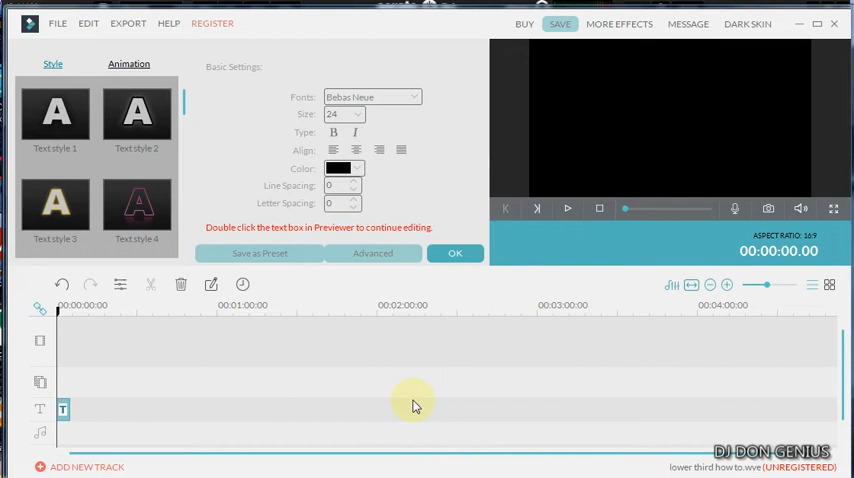 FILE EDIT EXPORT HELP REGISTER BUY SAVE MORE EFFECTS MESSAGE DARK SKIN
Style Animation
A A
Text style 1 Text style 2
A A
Text style 3 Text style 4
Basic Settings:
Fonts: Bebas Neue
Size: 24
Type: B I
Align:
Color:
Line Spacing: 0
Letter Spacing: 0
Double click the text box in Previewer to continue editing.
Save as Preset Advanced OK
ASPECT RATIO: 16:9
00:00:00.00
00:00:00:00 00:01:00:00 00:02:00:00 00:03:00:00 00:04:00:00
T T
DJ DON GENIUS
ADD NEW TRACK lower third how to.wve (UNREGISTERED)